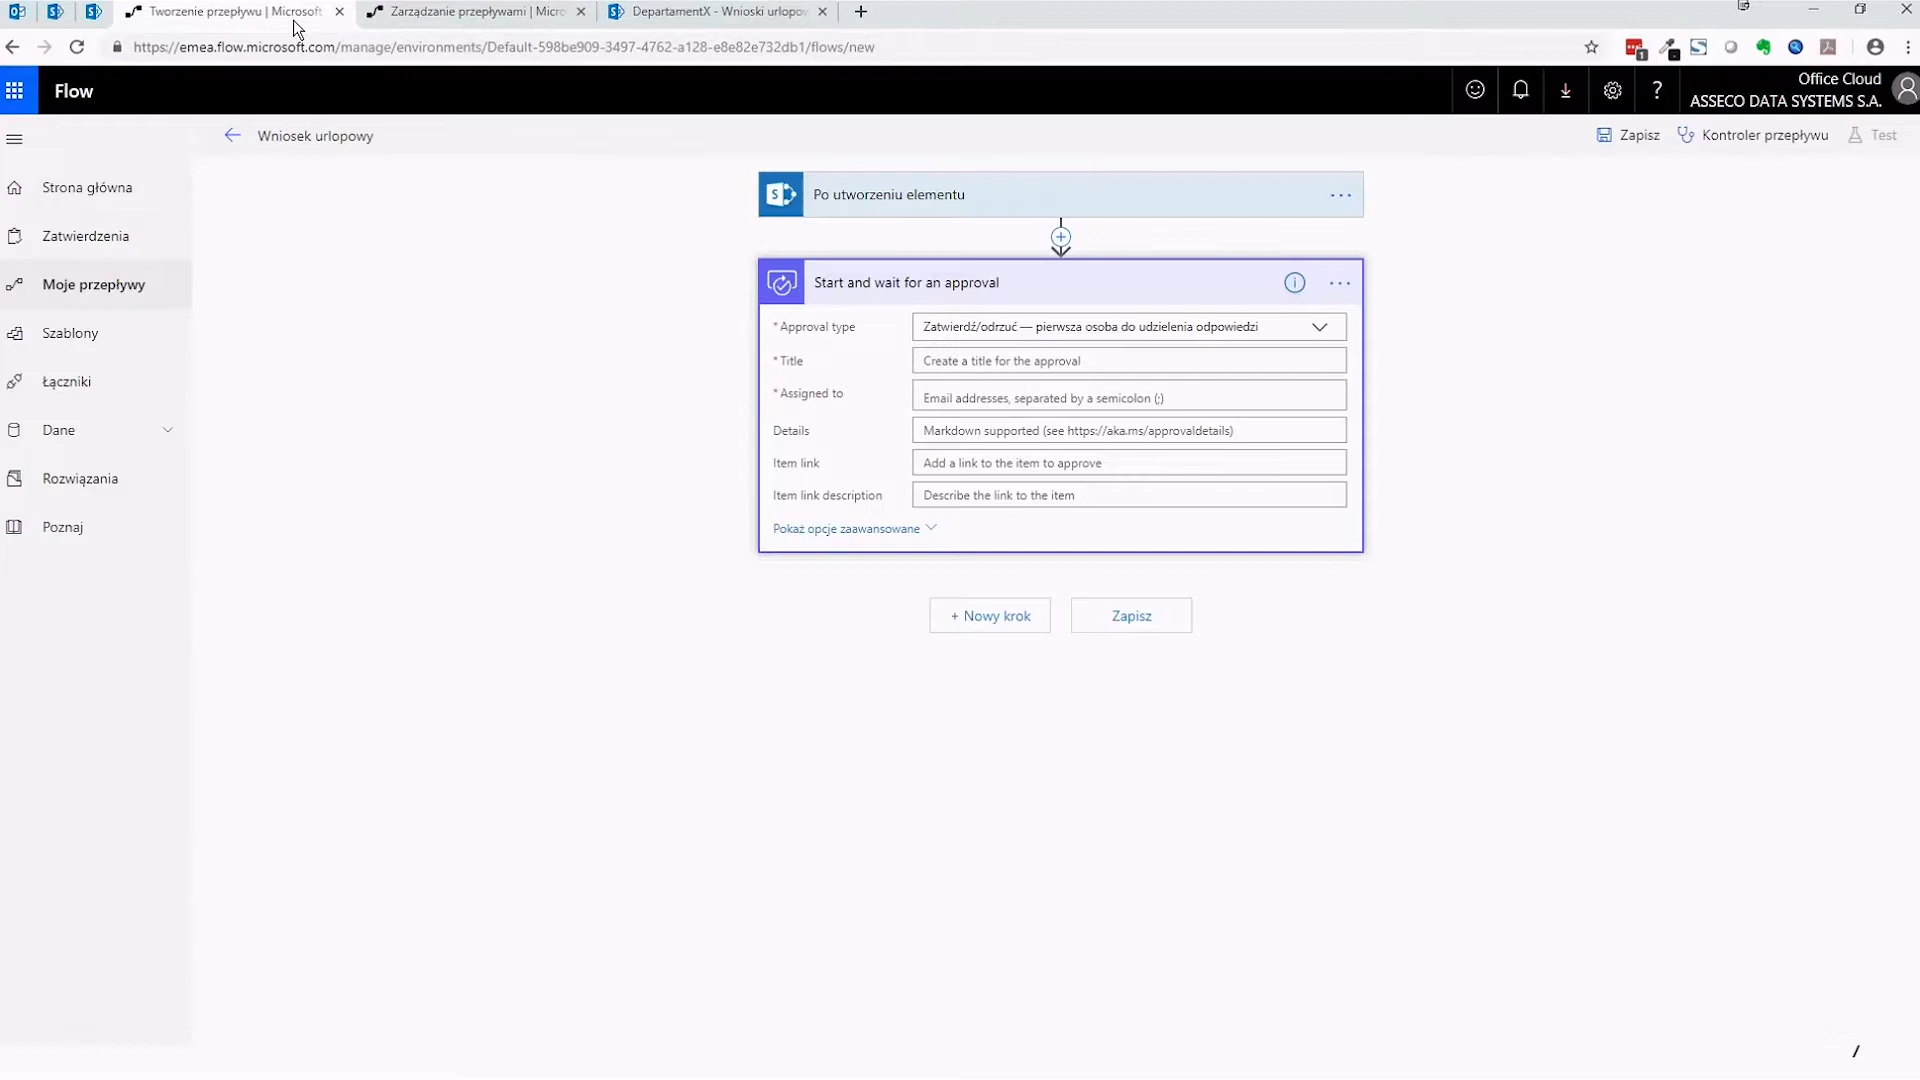 Tworzenie przepływu | Microsoft
Zarządzanie przepływami | Micro
DepartamentX - Wnioski urlopow
https://emea.flow.microsoft.com/manage/environments/Default-598be909-3497-4762-a128-e8e82e732db1/flows/new
Flow
Office Cloud
ASSECO DATA SYSTEMS S.A.
Wniosek urlopowy
Zapisz
Kontroler przepływu
Test
Strona główna
Zatwierdzenia
Moje przepływy
Szablony
Łączniki
Dane
Rozwiązania
Poznaj
Po utworzeniu elementu
Start and wait for an approval
* Approval type
Zatwierdź/odrzuć — pierwsza osoba do udzielenia odpowiedzi
* Title
Create a title for the approval
* Assigned to
Email addresses, separated by a semicolon (;)
Details
Markdown supported (see https://aka.ms/approvaldetails)
Item link
Add a link to the item to approve
Item link description
Describe the link to the item
Pokaż opcje zaawansowane
+ Nowy krok
Zapisz
/